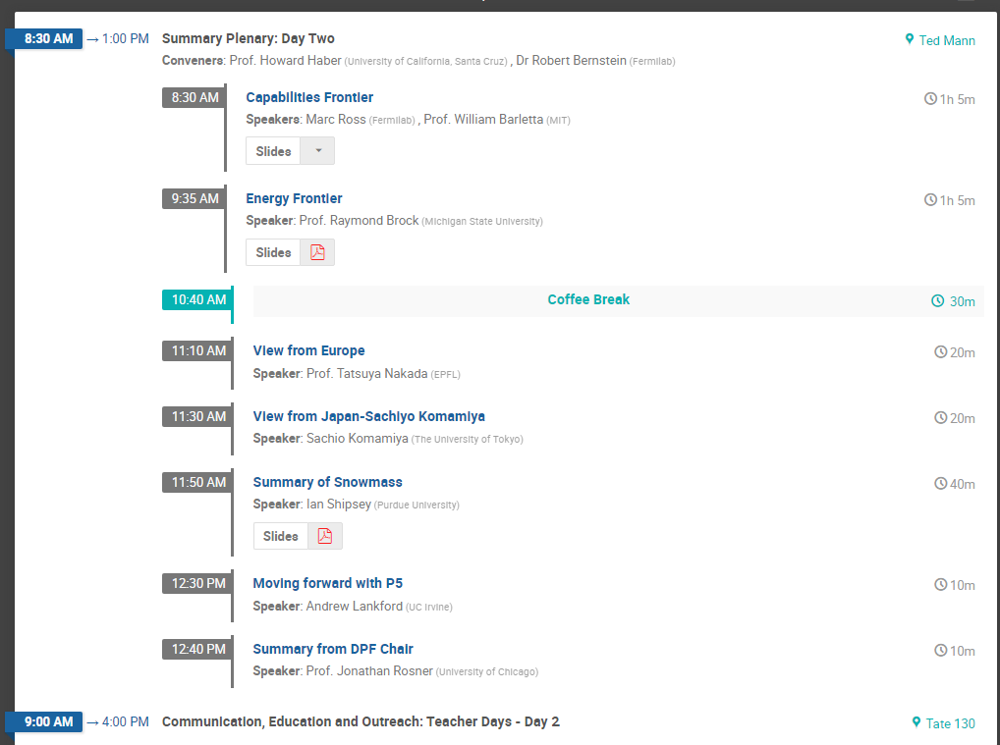 8:30 AM → 1:00 PM Summary Plenary: Day Two Ted Mann
Conveners: Prof. Howard Haber (University of California, Santa Cruz) , Dr Robert Bernstein (Fermilab)
8:30 AM Capabilities Frontier 1h 5m
Speakers: Marc Ross (Fermilab) , Prof. William Barletta (MIT)
Slides
9:35 AM Energy Frontier 1h 5m
Speaker: Prof. Raymond Brock (Michigan State University)
Slides
10:40 AM Coffee Break 30m
11:10 AM View from Europe 20m
Speaker: Prof. Tatsuya Nakada (EPFL)
11:30 AM View from Japan-Sachiyo Komamiya 20m
Speaker: Sachio Komamiya (The University of Tokyo)
11:50 AM Summary of Snowmass 40m
Speaker: Ian Shipsey (Purdue University)
Slides
12:30 PM Moving forward with P5 10m
Speaker: Andrew Lankford (UC Irvine)
12:40 PM Summary from DPF Chair 10m
Speaker: Prof. Jonathan Rosner (University of Chicago)
9:00 AM → 4:00 PM Communication, Education and Outreach: Teacher Days - Day 2 Tate 130